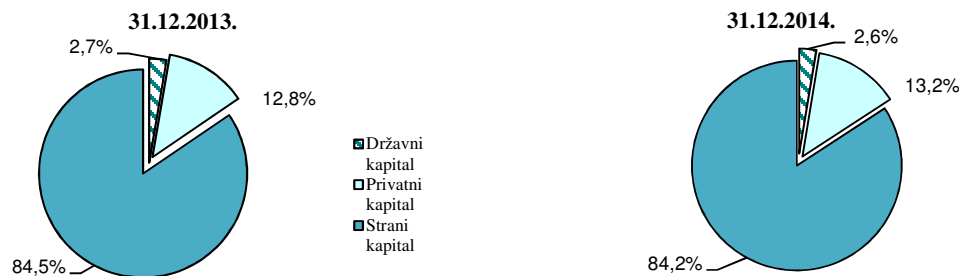 31.12.2013.
2,7%
12,8%
84,5%
Državni
kapital
Privatni
kapital
Strani
kapital
31.12.2014.
2,6%
13,2%
84,2%